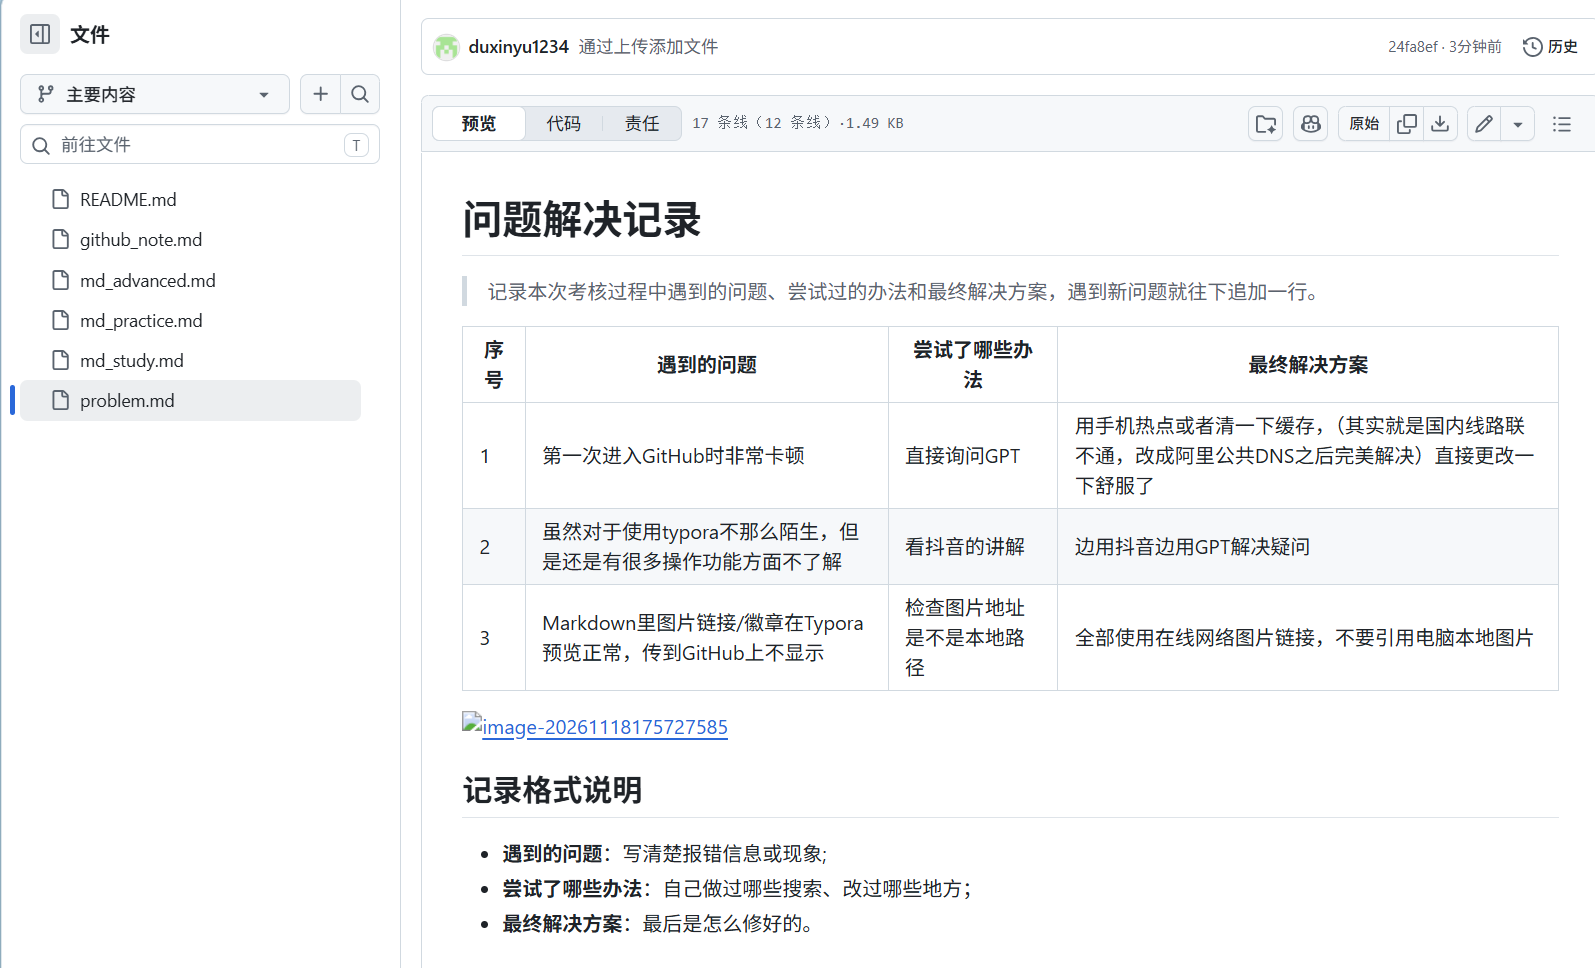 文件
主要内容
前往文件
T
README.md
github_note.md
md_advanced.md
md_practice.md
md_study.md
problem.md
duxinyu1234 通过上传添加文件
24fa8ef · 3分钟前
历史
预览
代码
责任
17 条线（12 条线）·1.49 KB
原始
问题解决记录
记录本次考核过程中遇到的问题、尝试过的办法和最终解决方案，遇到新问题就往下追加一行。
序
号
遇到的问题
尝试了哪些办
法
最终解决方案
1
第一次进入GitHub时非常卡顿
直接询问GPT
用手机热点或者清一下缓存，（其实就是国内线路联
不通，改成阿里公共DNS之后完美解决）直接更改一
下舒服了
2
虽然对于使用typora不那么陌生，但
是还是有很多操作功能方面不了解
看抖音的讲解
边用抖音边用GPT解决疑问
3
Markdown里图片链接/徽章在Typora
预览正常，传到GitHub上不显示
检查图片地址
是不是本地路
径
全部使用在线网络图片链接，不要引用电脑本地图片
image-20261118175727585
记录格式说明
遇到的问题：写清楚报错信息或现象;
尝试了哪些办法：自己做过哪些搜索、改过哪些地方；
最终解决方案：最后是怎么修好的。